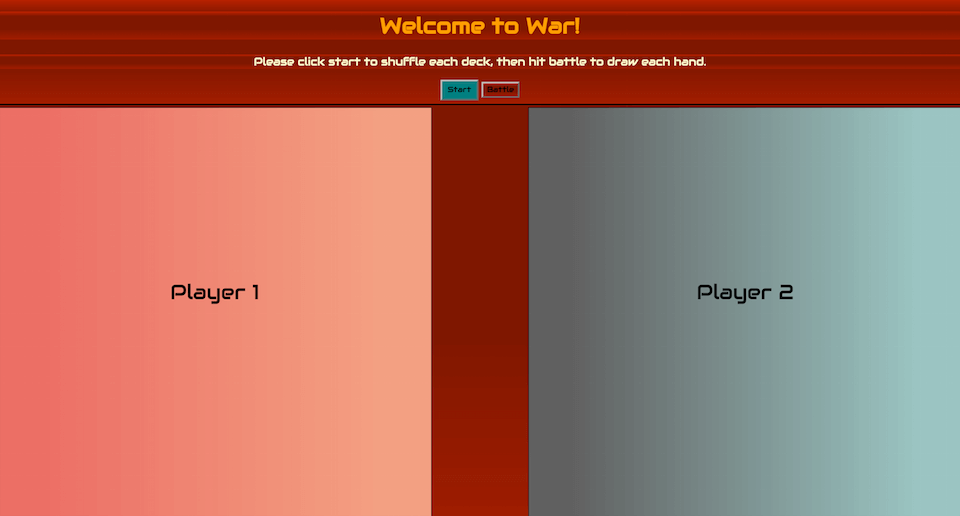 Welcome to War!
Please click start to shuffle each deck, then hit battle to draw each hand.
Start Battle
Player 1
Player 2